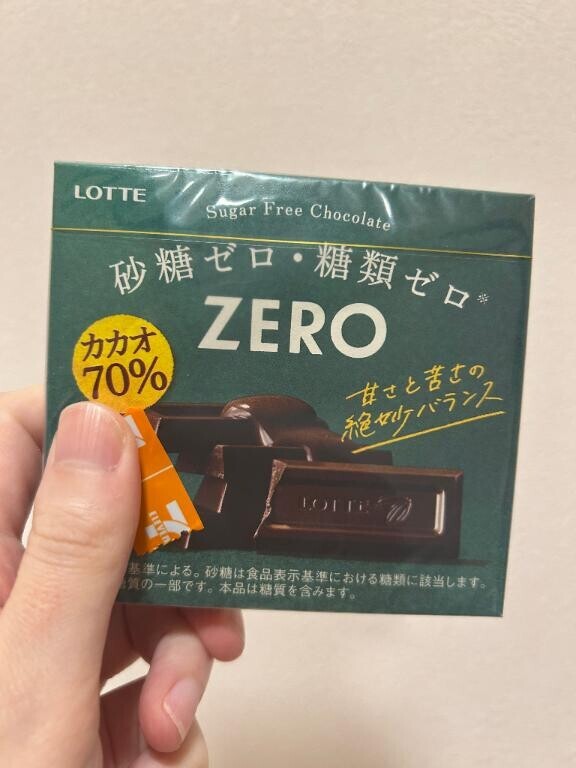 LOTTE
Sugar Free Chocolate
砂糖ゼロ・糖類ゼロ※
ZERO
カカオ
70%
甘さと苦さの
絶妙バランス
LOTTE
ELEVEN
基準による。砂糖は食品表示基準における糖類に該当します。
質の一部です。本品は糖質を含みます。